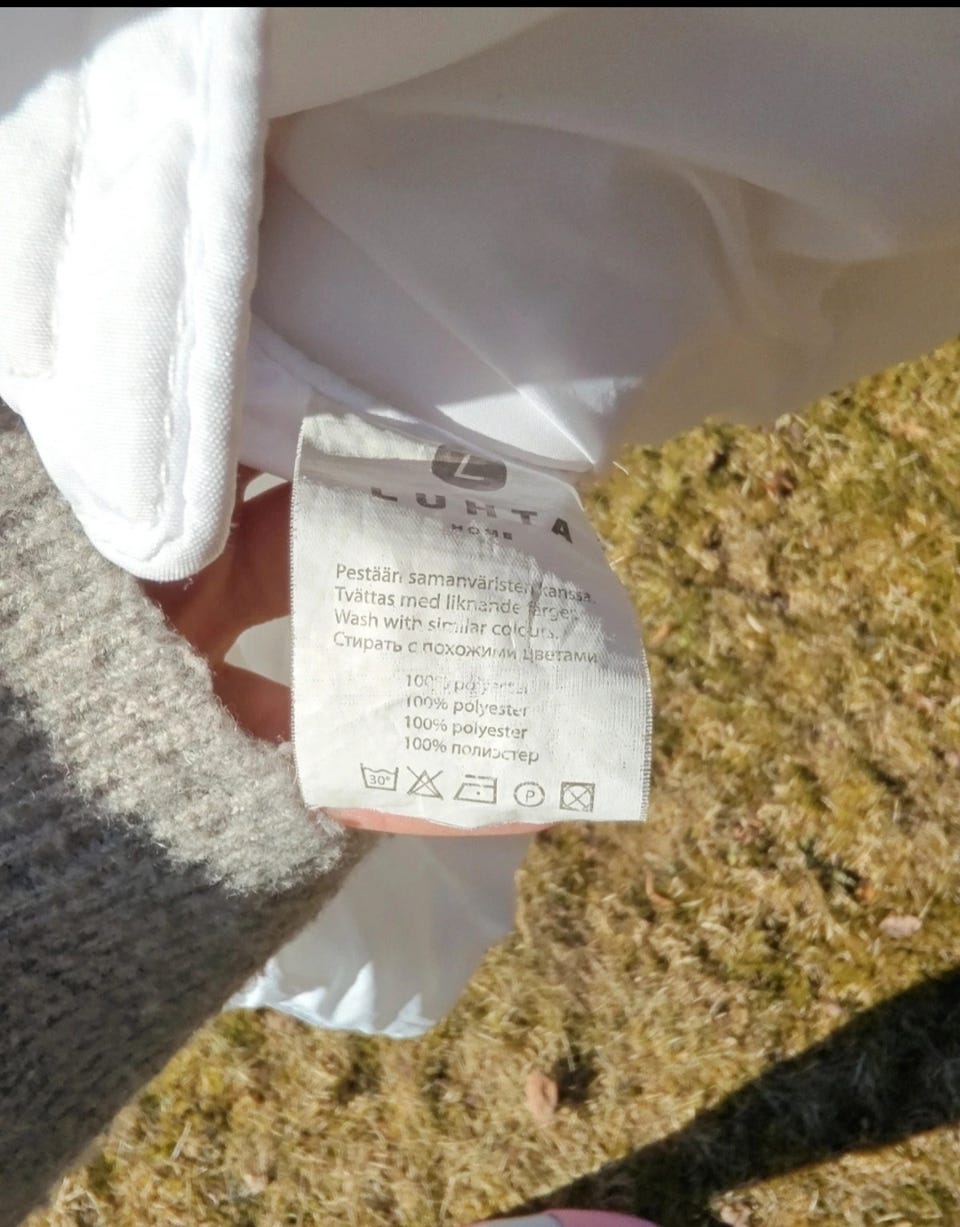 LUHTA
HOME
Pestään samanväristen kanssa.
Tvättas med liknande färger.
Wash with similar colours.
Стирать с похожими цветами
100% polyesteri
100% polyester
100% polyester
100% полиэстер
30°
P